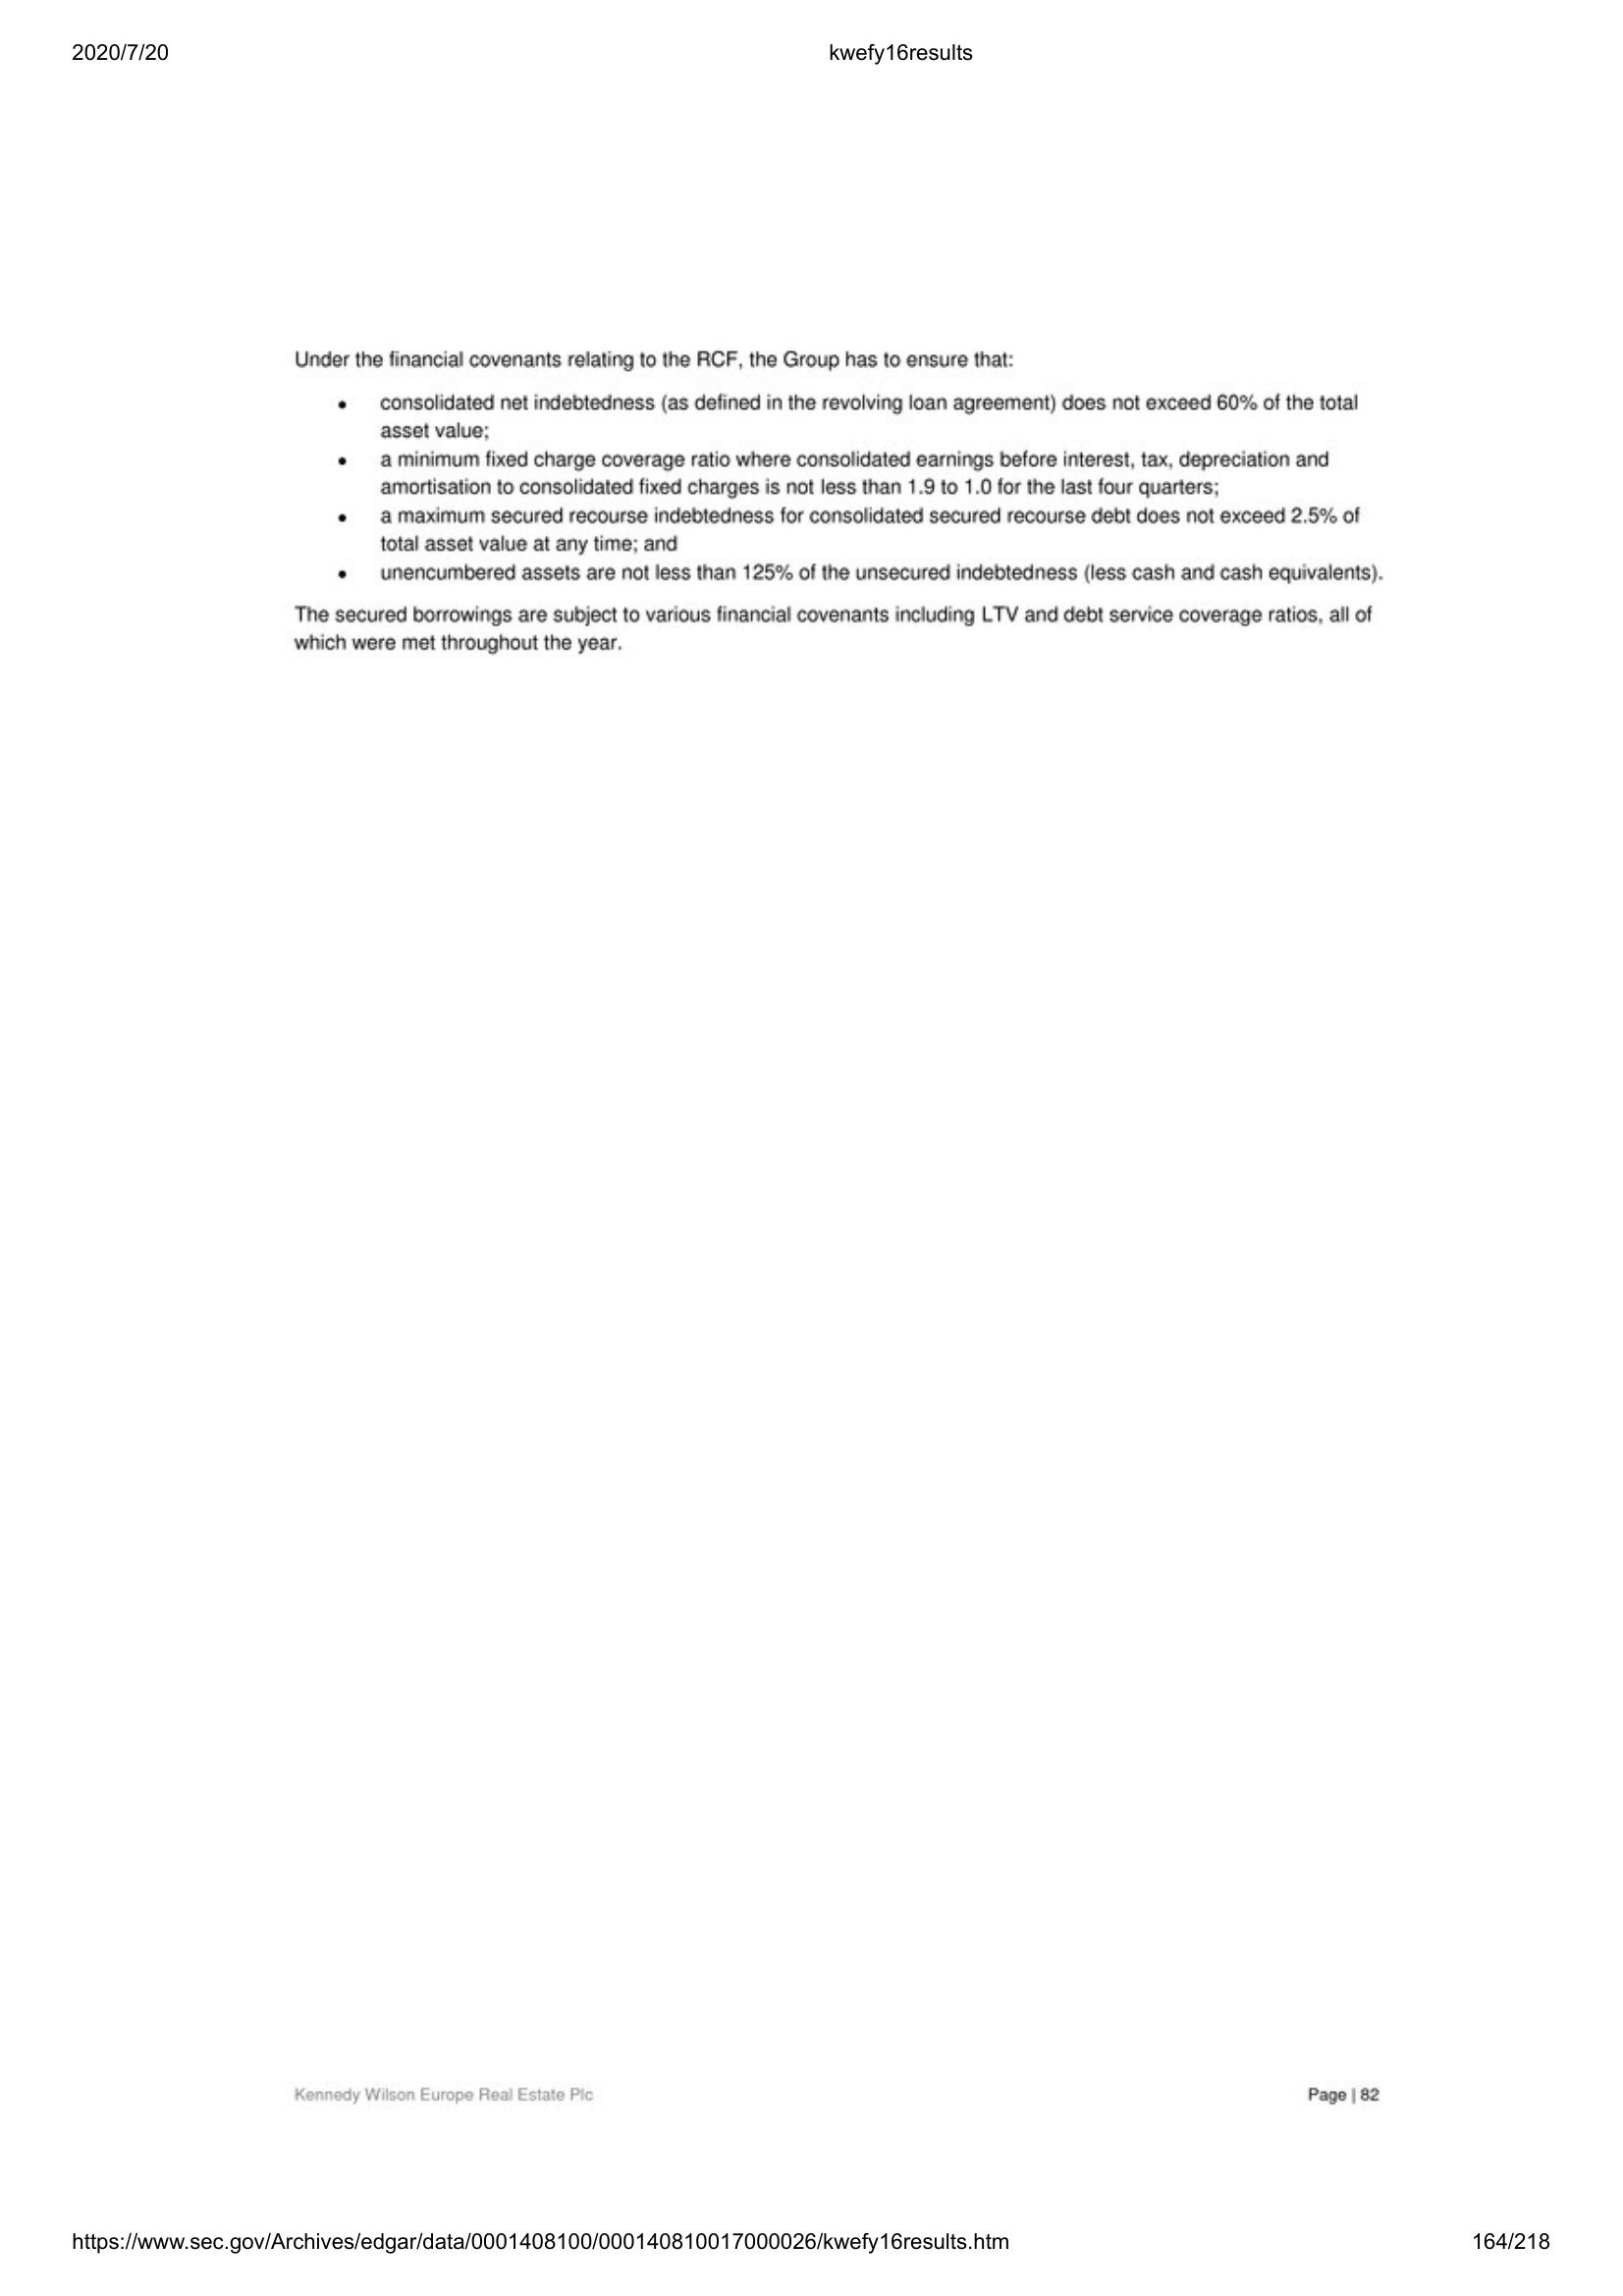 2020/7/20 kwefy16results
Under the financial covenants relating to the RCF, the Group has to ensure that:
• consolidated net indebtedness (as defined in the revolving loan agreement) does not exceed 60% of the total
asset value;
• a minimum fixed charge coverage ratio where consolidated earnings before interest, tax, depreciation and
amortisation to consolidated fixed charges is not less than 1.9 to 1.0 for the last four quarters;
• a maximum secured recourse indebtedness for consolidated secured recourse debt does not exceed 2.5% of
total asset value at any time; and
• unencumbered assets are not less than 125% of the unsecured indebtedness (less cash and cash equivalents).
The secured borrowings are subject to various financial covenants including LTV and debt service coverage ratios, all of
which were met throughout the year.
Kennedy Wilson Europe Real Estate Plc Page | 82
https://www.sec.gov/Archives/edgar/data/0001408100/000140810017000026/kwefy16results.htm 164/218